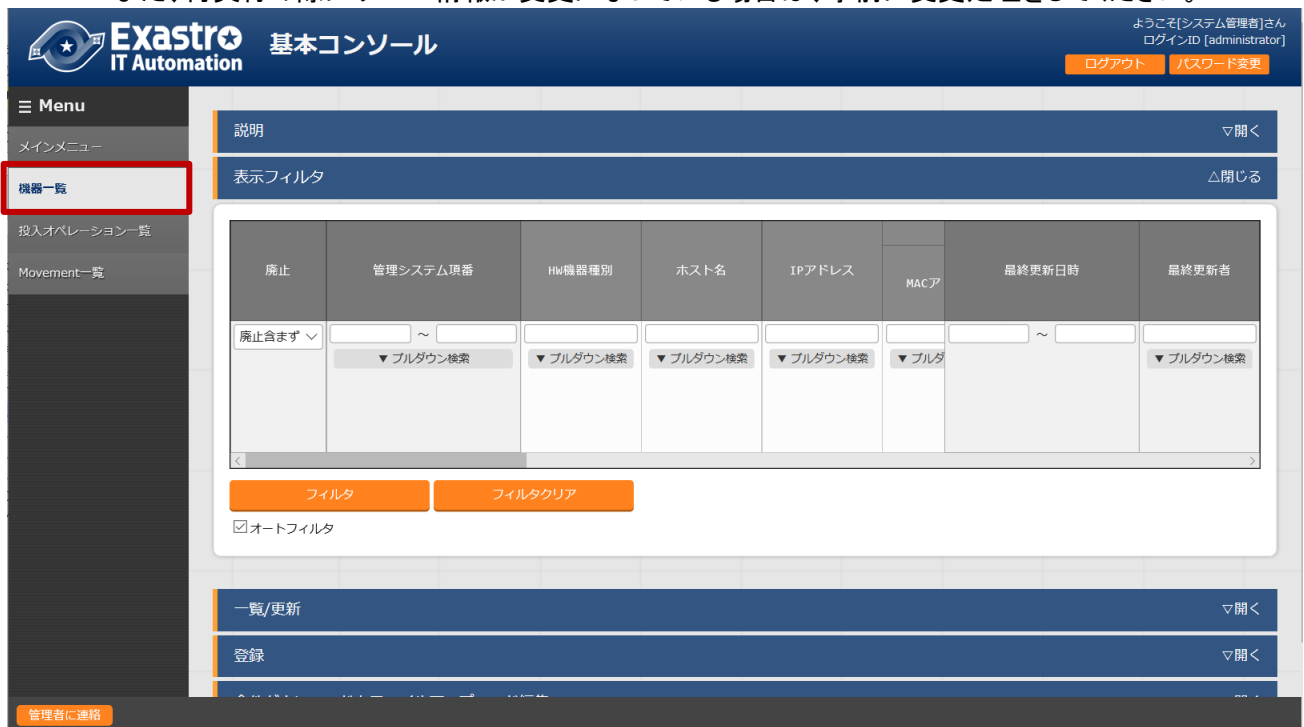 Exastro
IT Automation
基本コンソール
ようこそ[システム管理者]さん
ログインID [administrator]
ログアウト
パスワード変更
Menu
メインメニュー
機器一覧
投入オペレーション一覧
Movement一覧
説明
▽開く
表示フィルタ
△閉じる
廃止
管理システム項番
HW機器種別
ホスト名
IPアドレス
MACア
最終更新日時
最終更新者
廃止含まず
~
~
▼ プルダウン検索
▼ プルダウン検索
▼ プルダウン検索
▼ プルダウン検索
▼ プルダ
▼ プルダウン検索
フィルタ
フィルタクリア
オートフィルタ
一覧/更新
▽開く
登録
▽開く
管理者に連絡